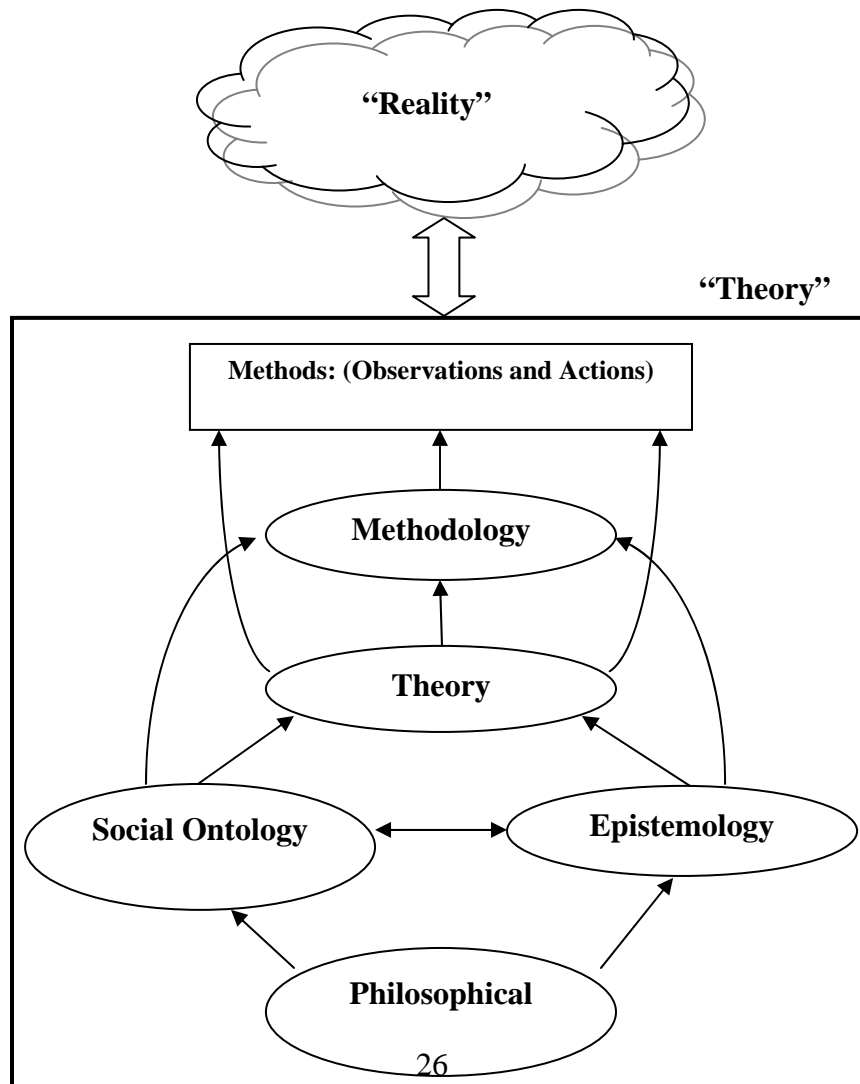 “Reality”
“Theory”
Methods: (Observations and Actions)
Methodology
Theory
Social Ontology
Epistemology
Philosophical
26